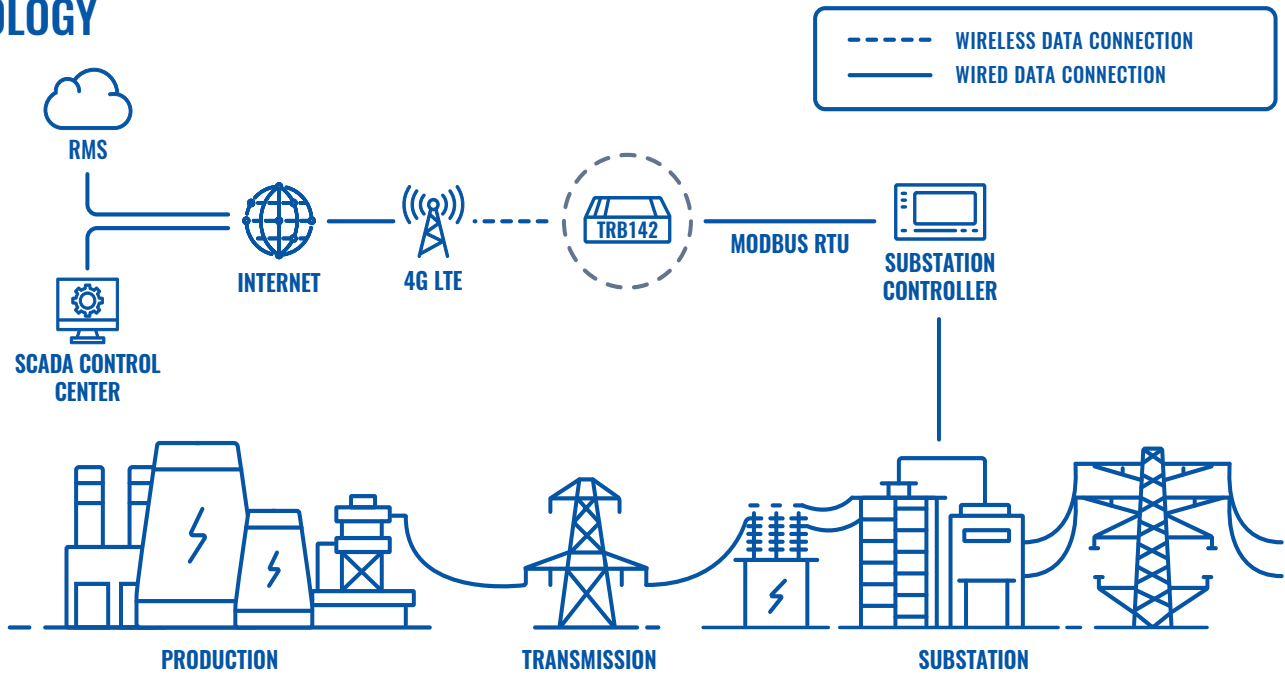 OLOGY
WIRELESS DATA CONNECTION
WIRED DATA CONNECTION
RMS
INTERNET
4G LTE
TRB142
MODBUS RTU
SUBSTATION
CONTROLLER
SCADA CONTROL
CENTER
PRODUCTION
TRANSMISSION
SUBSTATION